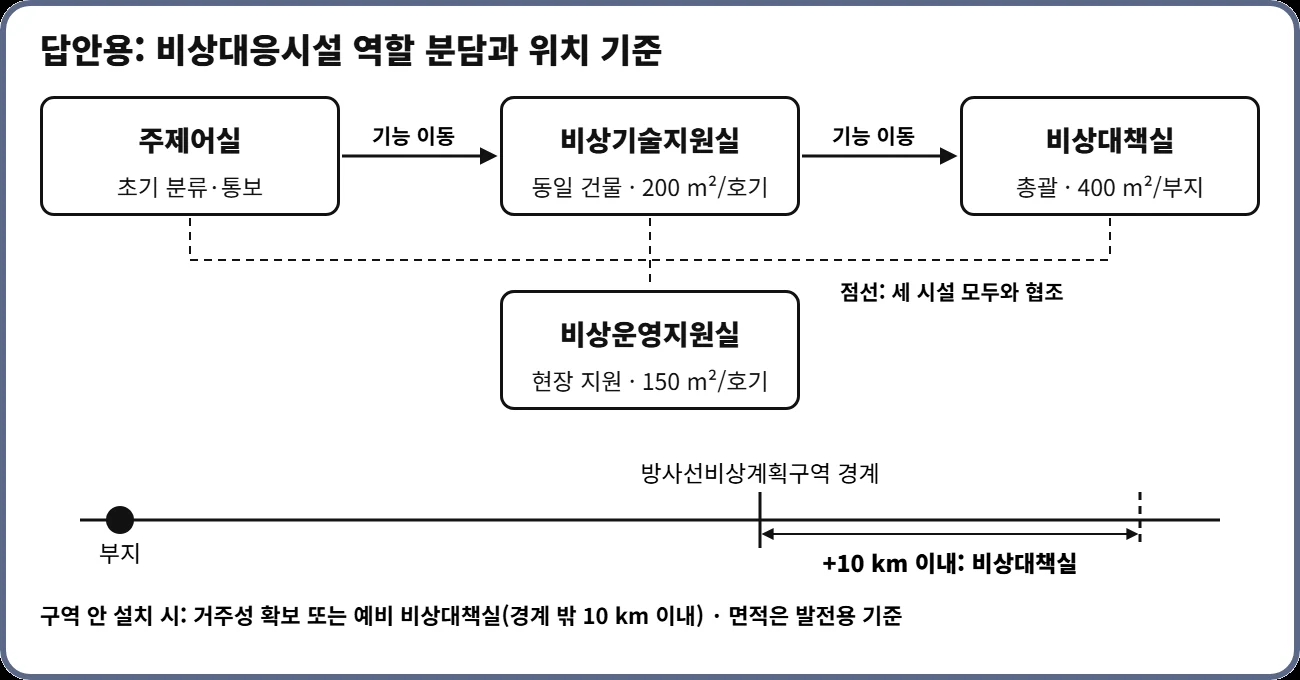 답안용: 비상대응시설 역할 분담과 위치 기준
주제어실
초기 분류·통보
기능 이동
비상기술지원실
동일 건물 · 200 m²/호기
기능 이동
비상대책실
총괄 · 400 m²/부지
점선: 세 시설 모두와 협조
비상운영지원실
현장 지원 · 150 m²/호기
방사선비상계획구역 경계
부지
+10 km 이내: 비상대책실
구역 안 설치 시: 거주성 확보 또는 예비 비상대책실(경계 밖 10 km 이내) · 면적은 발전용 기준